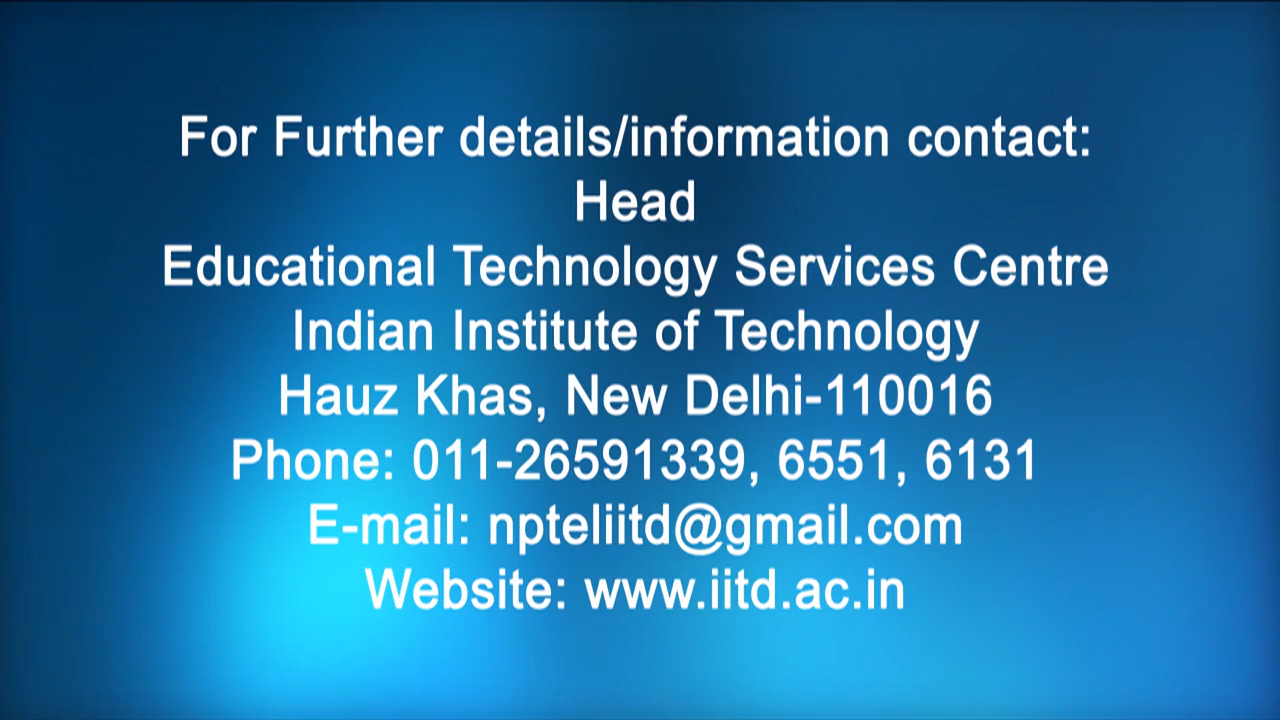 For Further details/information contact:
Head
Educational Technology Services Centre
Indian Institute of Technology
Hauz Khas, New Delhi-110016
Phone: 011-26591339, 6551, 6131
E-mail: npteliitd@gmail.com
Website: www.iitd.ac.in